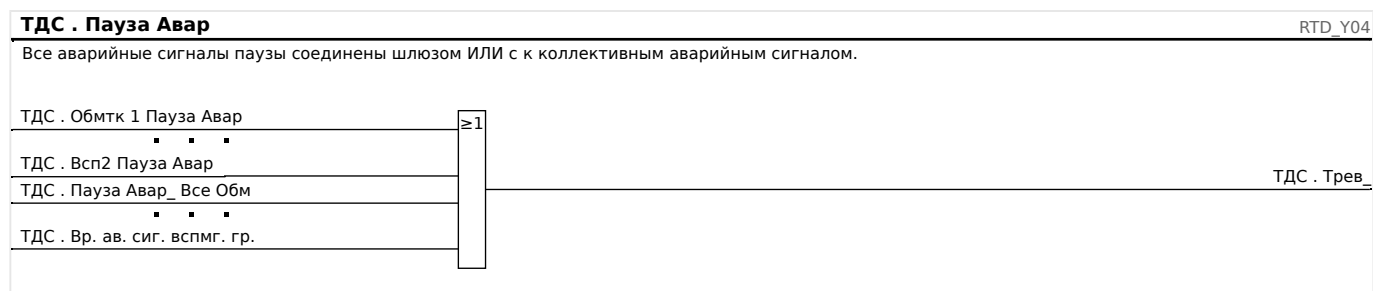 ТДС . Пауза Авар
RTD_Y04
Все аварийные сигналы паузы соединены шлюзом ИЛИ с к коллективным аварийным сигналом.
ТДС . Обмтк 1 Пауза Авар
≥1
ТДС . Всп2 Пауза Авар
ТДС . Трев_
ТДС . Пауза Авар_ Все Обм
ТДС . Вр. ав. сиг. вспмг. гр.